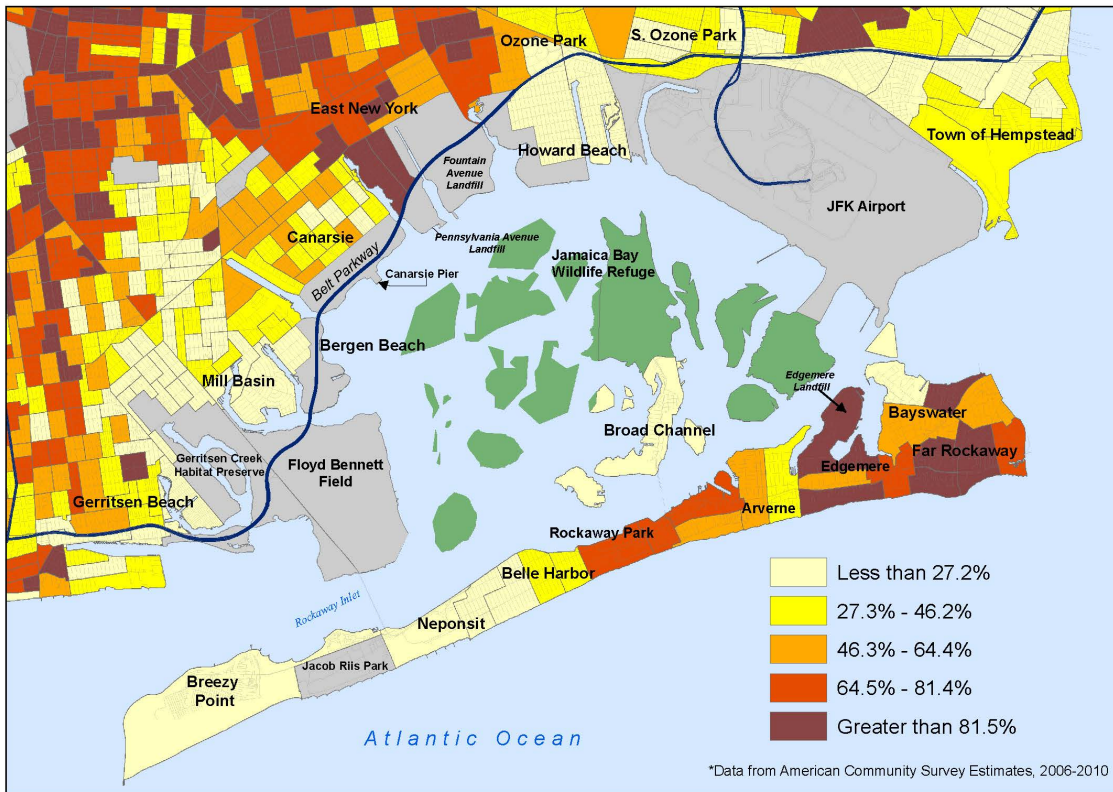 Ozone Park
S. Ozone Park
East New York
Town of Hempstead
Howard Beach
Fountain
Avenue
Landfill
JFK Airport
Canarsie
Pennsylvania Avenue
Landfill
Jamaica Bay
Wildlife Refuge
Belt Parkway
Canarsie Pier
Bergen Beach
Mill Basin
Edgemere
Landfill
Bayswater
Broad Channel
Far Rockaway
Gerritsen Creek
Habitat Preserve
Floyd Bennett
Field
Edgemere
Gerritsen Beach
Arverne
Rockaway Park
Belle Harbor
Rockaway Inlet
Neponsit
Jacob Riis Park
Breezy
Point
Atlantic Ocean
Less than 27.2%
27.3% - 46.2%
46.3% - 64.4%
64.5% - 81.4%
Greater than 81.5%
*Data from American Community Survey Estimates, 2006-2010